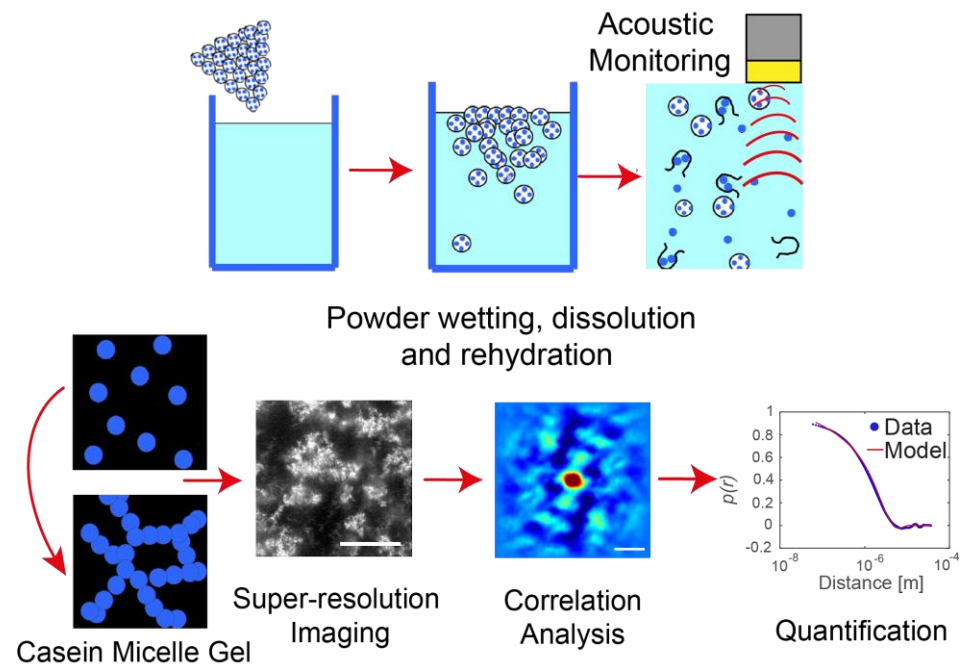 Acoustic
Monitoring
Powder wetting, dissolution
and rehydration
Casein Micelle Gel
Super-resolution
Imaging
Correlation
Analysis
1
0.8
0.6
0.4
0.2
0
-0.2
p(r)
Data
Model
10⁻⁸
10⁻⁶
10⁻⁴
Distance [m]
Quantification